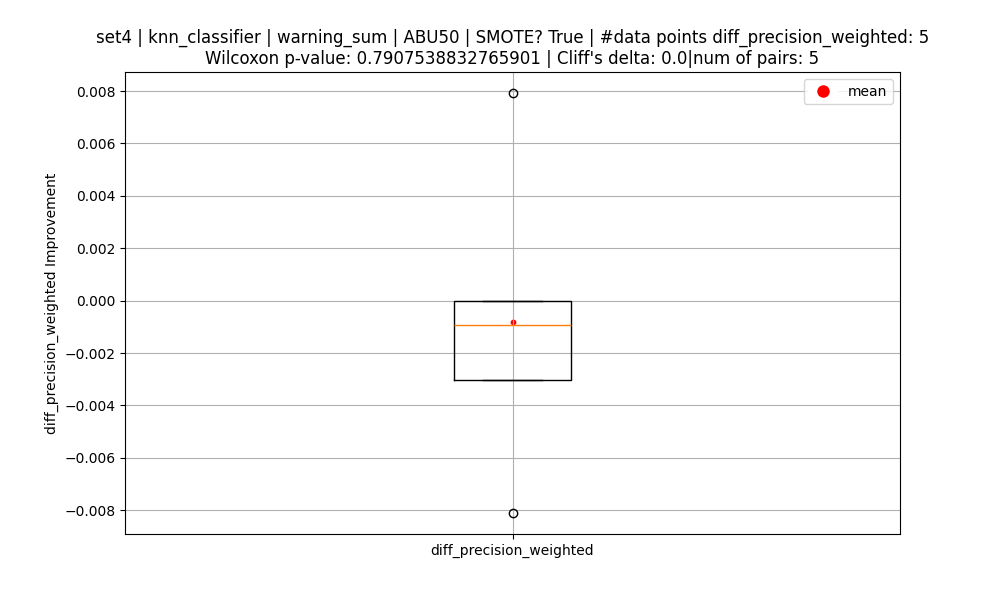 set4 | knn_classifier | warning_sum | ABU50 | SMOTE? True | #data points diff_precision_weighted: 5
Wilcoxon p-value: 0.7907538832765901 | Cliff's delta: 0.0|num of pairs: 5
mean
0.008
0.006
0.004
0.002
0.000
−0.002
−0.004
−0.006
−0.008
diff_precision_weighted Improvement
diff_precision_weighted